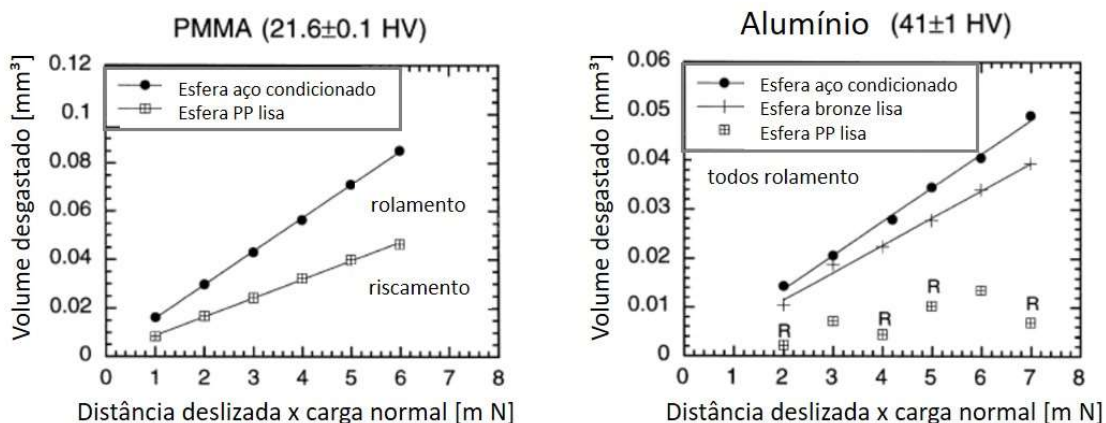 PMMA (21.6±0.1 HV)
Volume desgastado [mm³]
0.12
0.1
0.08
0.06
0.04
0.02
0
Esfera aço condicionado
Esfera PP lisa
rolamento
riscamento
0 1 2 3 4 5 6 7 8
Distância deslizada x carga normal [m N]
Alumínio (41±1 HV)
Volume desgastado [mm³]
0.06
0.05
0.04
0.03
0.02
0.01
0
Esfera aço condicionado
Esfera bronze lisa
Esfera PP lisa
todos rolamento
R
R
R
R
0 1 2 3 4 5 6 7 8
Distância deslizada x carga normal [m N]